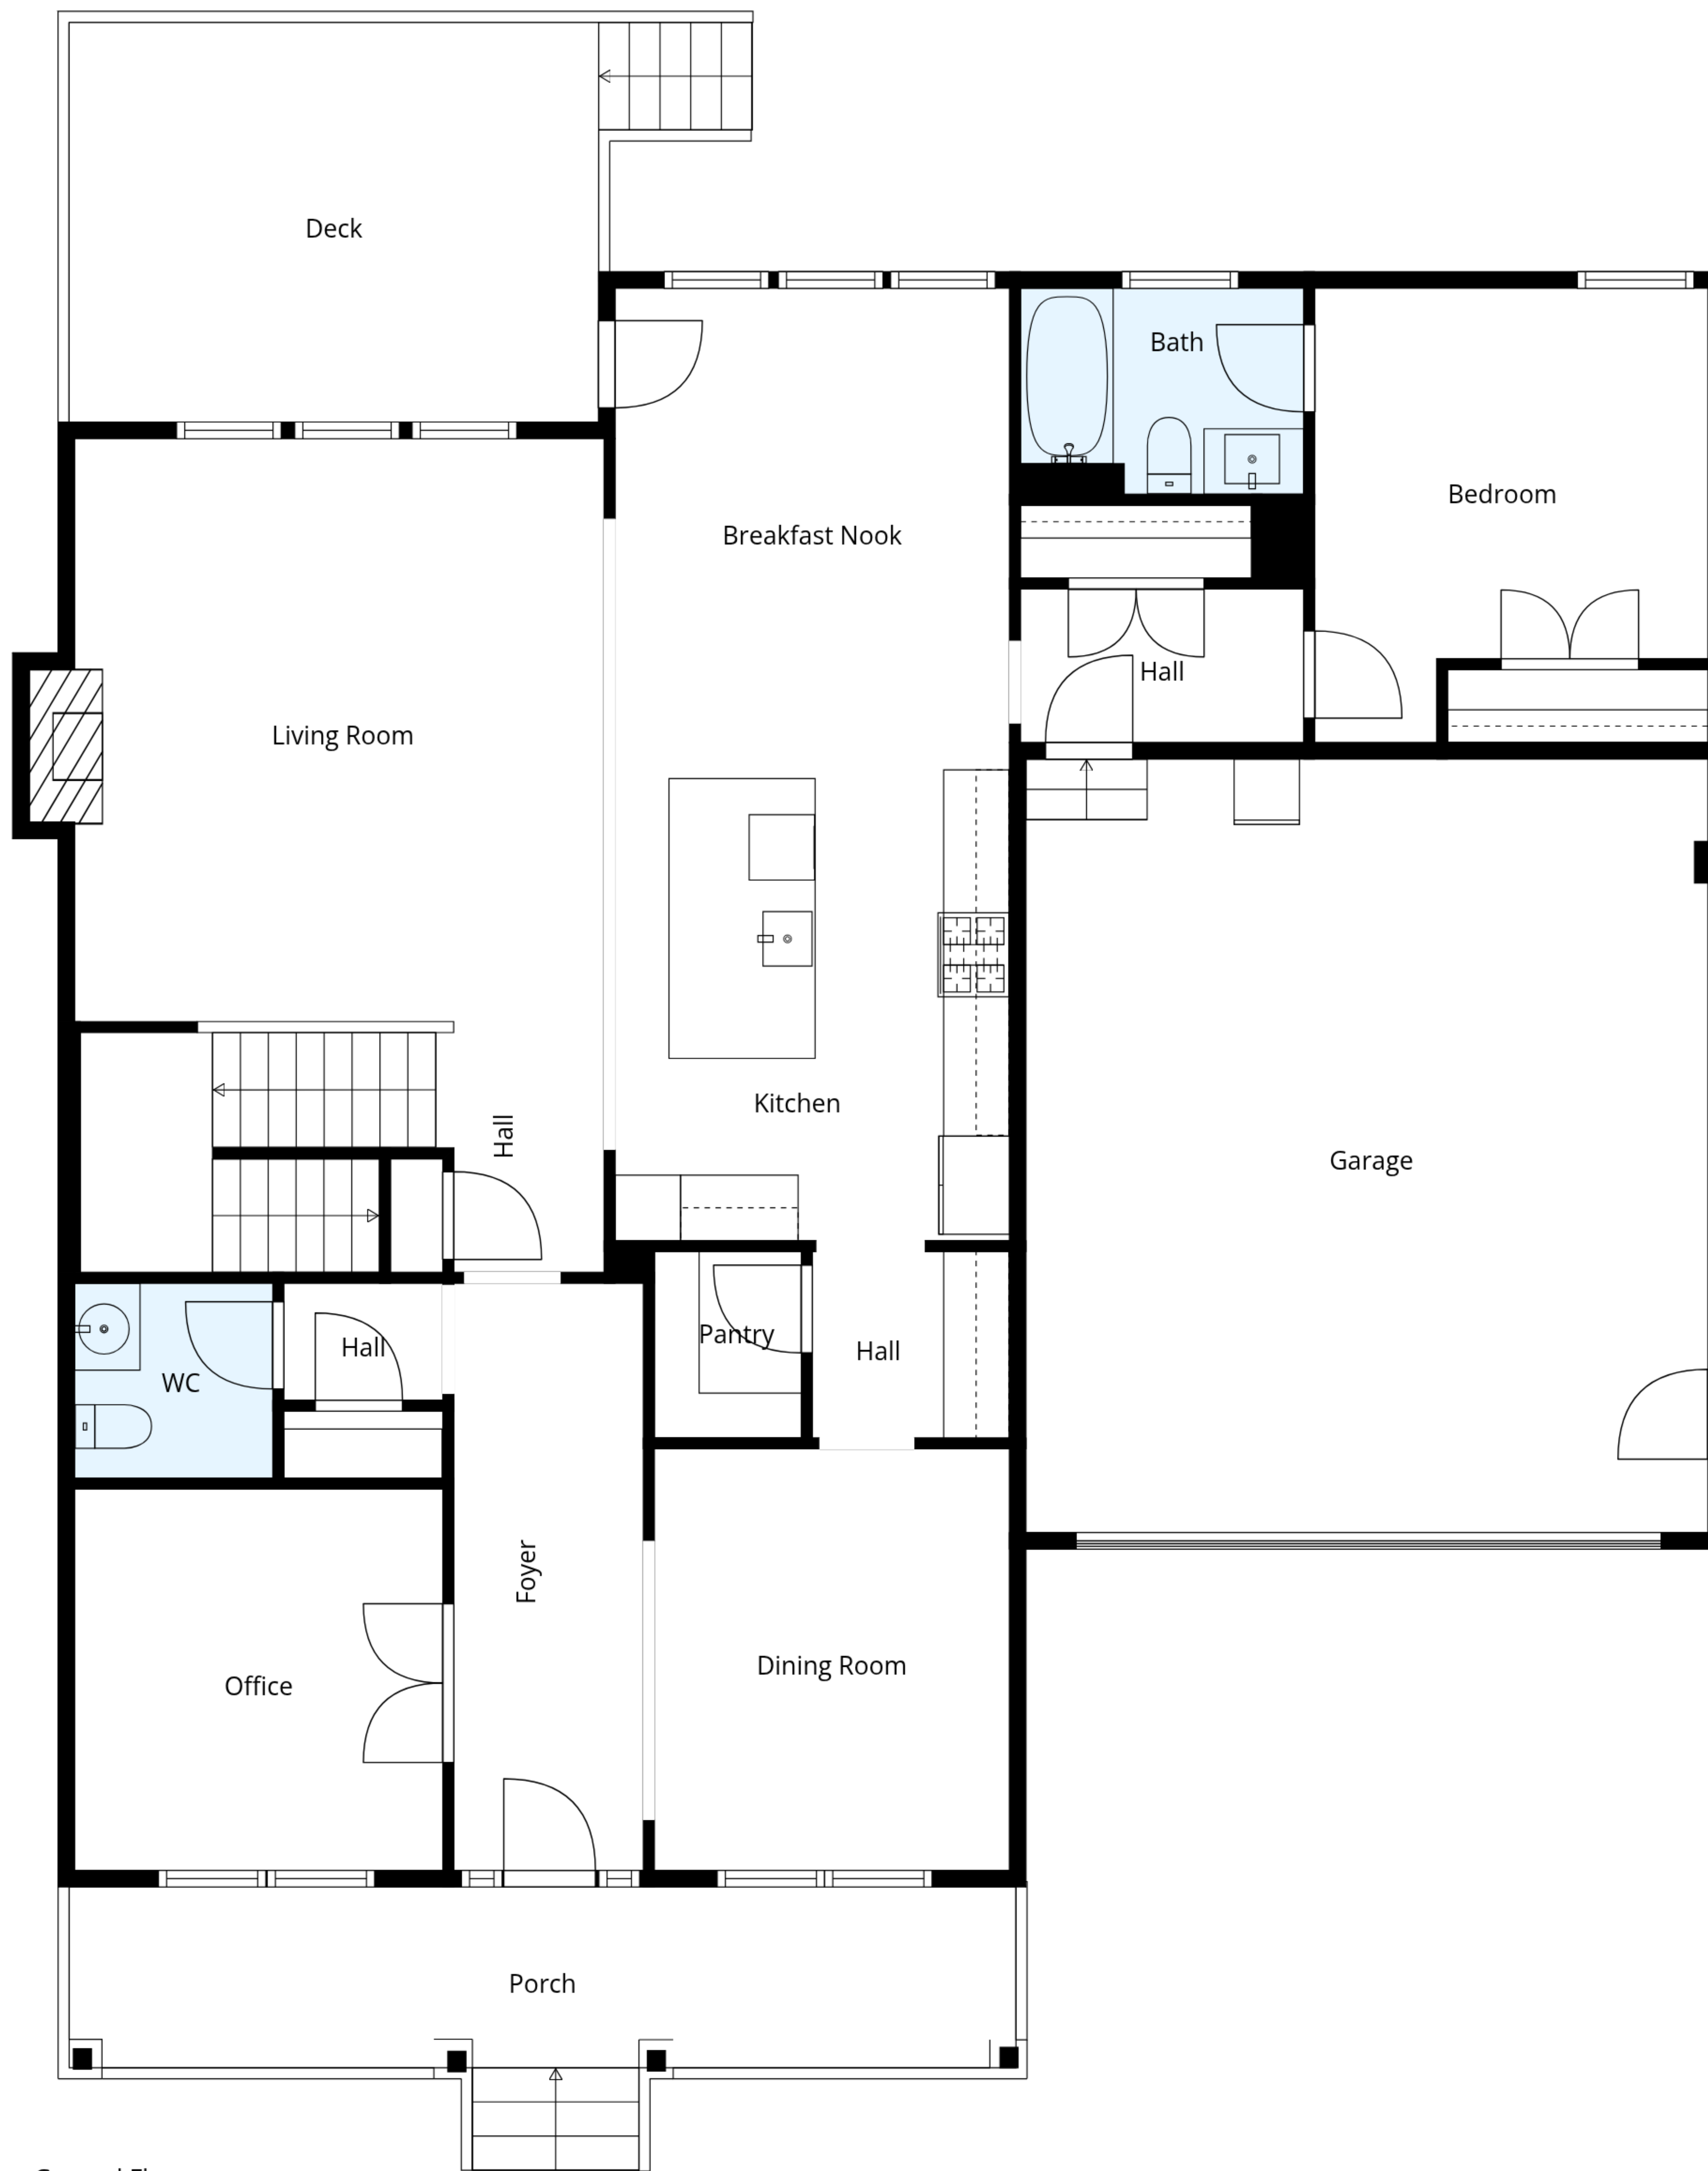 Deck
Bath
Bedroom
Breakfast Nook
Hall
Living Room
Kitchen
Hall
Garage
Pantry
Hall
Hall
WC
Foyer
Dining Room
Office
Porch